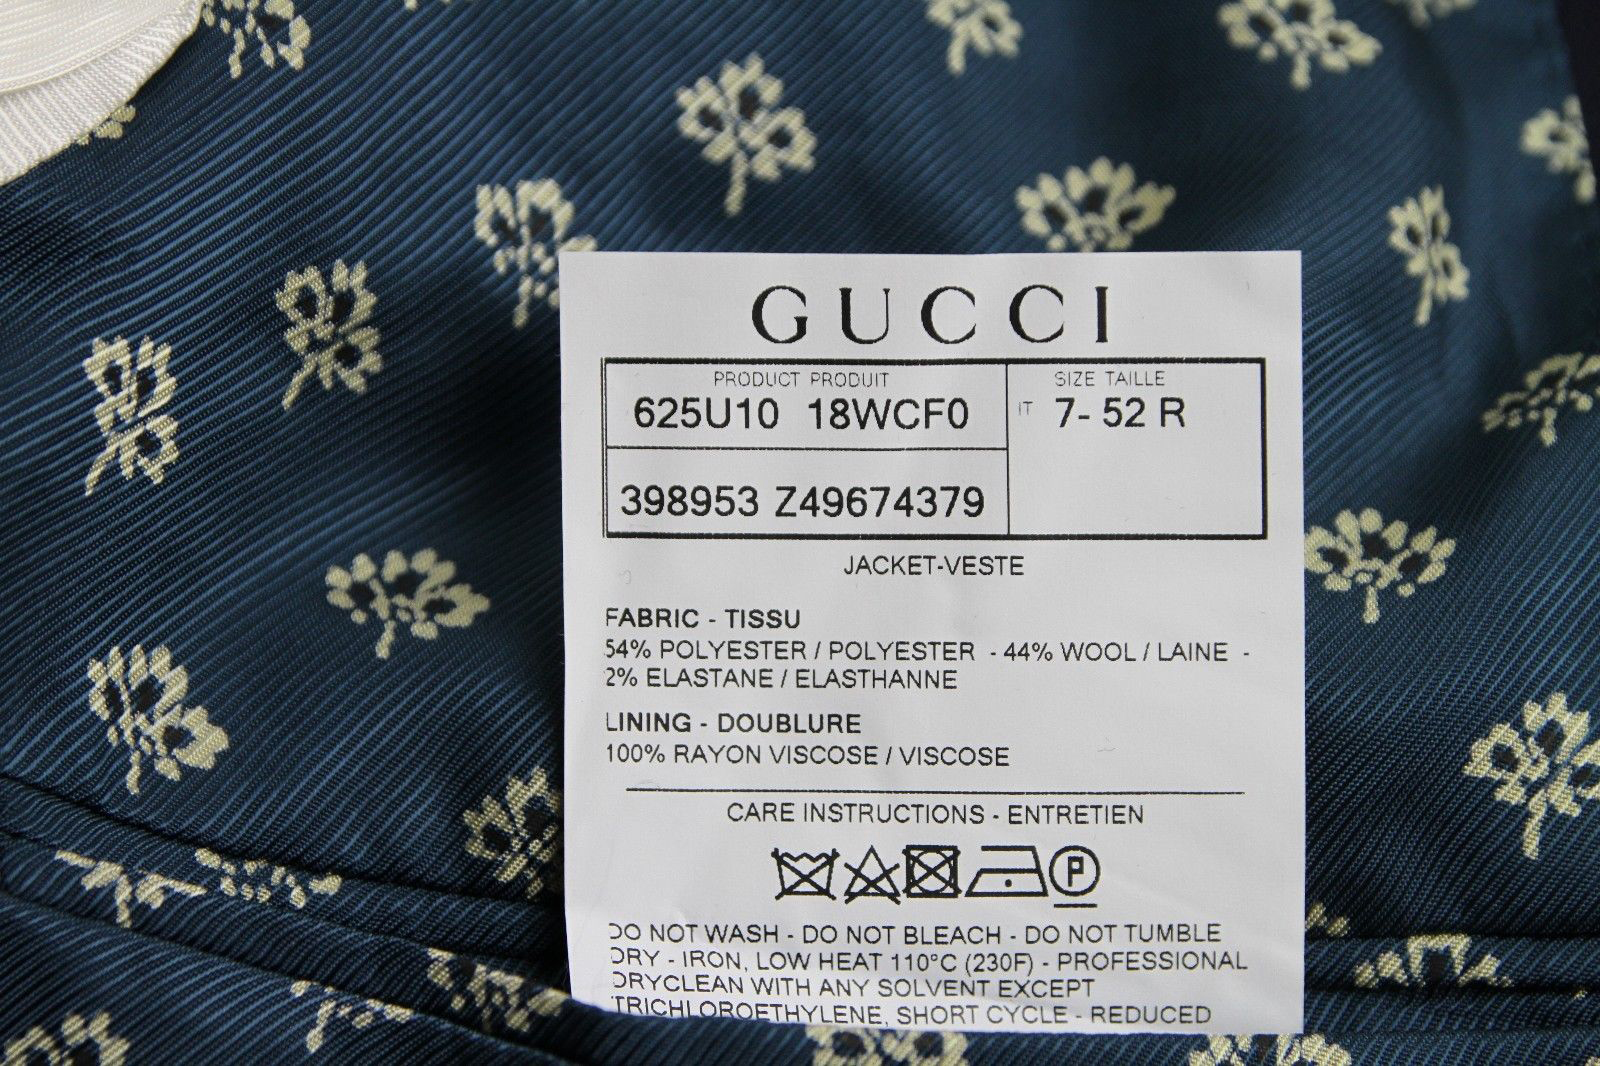 GUCCI
PRODUCT PRODUIT
625U10 18WCF0
SIZE TAILLE
IT 7- 52 R
398953 Z49674379
JACKET-VESTE
FABRIC - TISSU
54% POLYESTER / POLYESTER - 44% WOOL / LAINE -
2% ELASTANE / ELASTHANNE
LINING - DOUBLURE
100% RAYON VISCOSE / VISCOSE
CARE INSTRUCTIONS - ENTRETIEN
P
DO NOT WASH - DO NOT BLEACH - DO NOT TUMBLE
DRY - IRON, LOW HEAT 110°C (230F) - PROFESSIONAL
DRYCLEAN WITH ANY SOLVENT EXCEPT
TRICHLOROETHYLENE, SHORT CYCLE - REDUCED